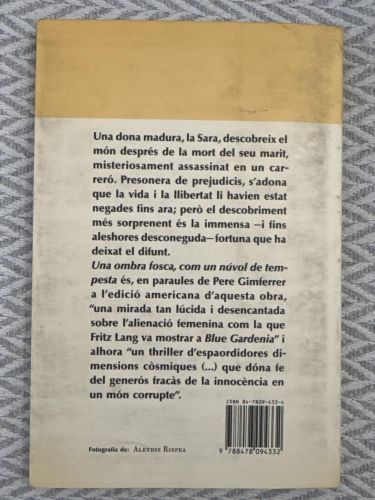 Una dona madura, la Sara, descobreix el
món després de la mort del seu marit,
misteriosament assassinat en un car-
reró. Presonera de prejudicis, s'adona
que la vida i la llibertat li havien estat
negades fins ara; però el descobriment
més sorprenent és la immensa —i fins
aleshores desconeguda— fortuna que ha
deixat el difunt.
Una ombra fosca, com un núvol de tem-
pesta és, en paraules de Pere Gimferrer
a l'edició americana d'aquesta obra,
"una mirada tan lúcida i desencantada
sobre l'alienació femenina com la que
Fritz Lang va mostrar a Blue Gardenia" i
alhora "un thriller d'espaordidores di-
mensions còsmiques (...) que dóna fe
del generós fracàs de la innocència en
un món corrupte".
ISBN 84-7809-433-4
9 788478 094332
Fotografia de: ALEYDIS RISPEA